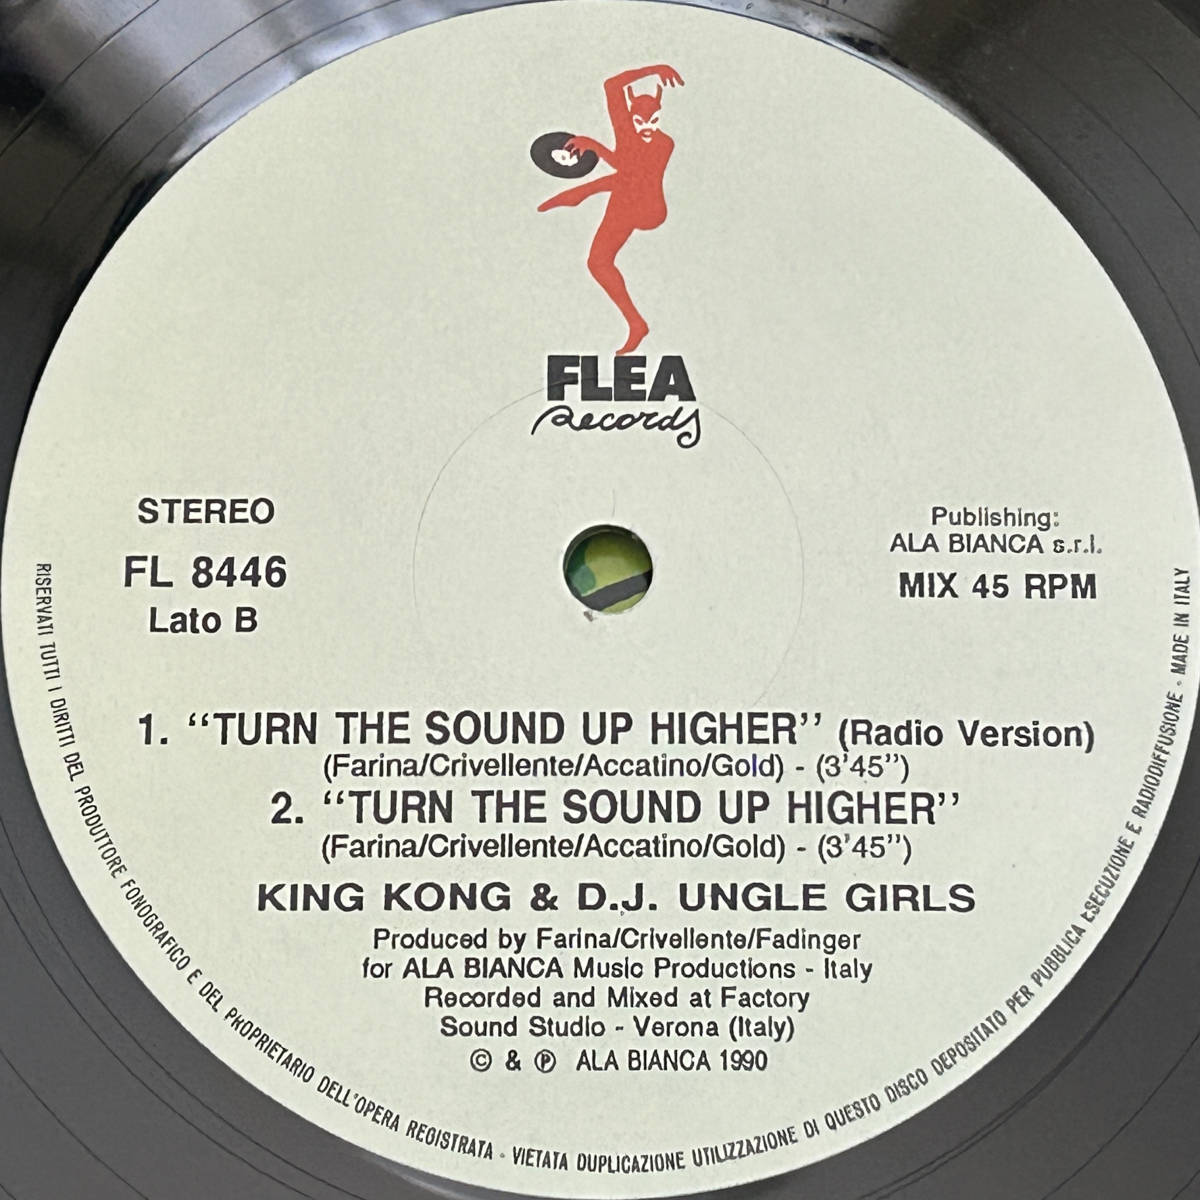 FLEA
Records
STEREO
FL 8446
Lato B
Publishing:
ALA BIANCA s.r.l.
MIX 45 RPM
1. “TURN THE SOUND UP HIGHER” (Radio Version)
(Farina/Crivellente/Accatino/Gold) - (3'45”)
2. “TURN THE SOUND UP HIGHER”
(Farina/Crivellente/Accatino/Gold) - (3'45”)
KING KONG & D.J. UNGLE GIRLS
Produced by Farina/Crivellente/Fadinger
for ALA BIANCA Music Productions - Italy
Recorded and Mixed at Factory
Sound Studio - Verona (Italy)
© & ℗ ALA BIANCA 1990
RISERVATI TUTTI I DIRITTI DEL PRODUTTORE FONOGRAFICO E DEL PROPRIETARIO DELL'OPERA REGISTRATA - VIETATA DUPLICAZIONE UTILIZZAZIONE DI QUESTO DISCO DEPOSITATO PER PUBBLICA ESECUZIONE E RADIODIFFUSIONE - MADE IN ITALY